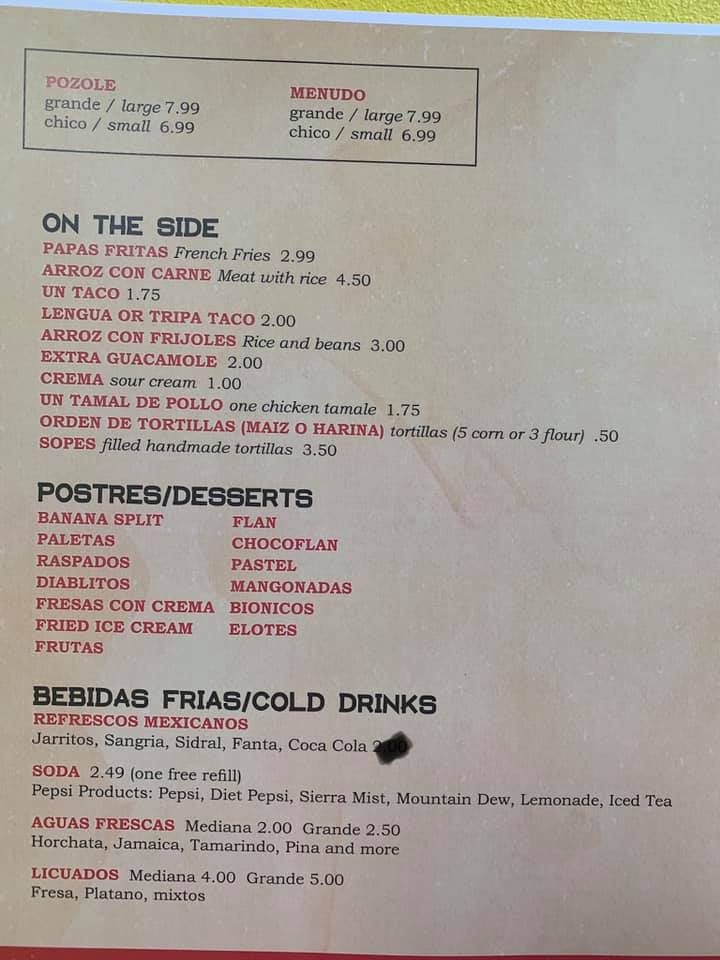 POZOLE
grande / large 7.99
chico / small 6.99
MENUDO
grande / large 7.99
chico / small 6.99
ON THE SIDE
PAPAS FRITAS French Fries 2.99
ARROZ CON CARNE Meat with rice 4.50
UN TACO 1.75
LENGUA OR TRIPA TACO 2.00
ARROZ CON FRIJOLES Rice and beans 3.00
EXTRA GUACAMOLE 2.00
CREMA sour cream 1.00
UN TAMAL DE POLLO one chicken tamale 1.75
ORDEN DE TORTILLAS (MAIZ O HARINA) tortillas (5 corn or 3 flour) .50
SOPES filled handmade tortillas 3.50
POSTRES/DESSERTS
BANANA SPLIT
PALETAS
RASPADOS
DIABLITOS
FRESAS CON CREMA
FRIED ICE CREAM
FRUTAS
FLAN
CHOCOFLAN
PASTEL
MANGONADAS
BIONICOS
ELOTES
BEBIDAS FRIAS/COLD DRINKS
REFRESCOS MEXICANOS
Jarritos, Sangria, Sidral, Fanta, Coca Cola
SODA 2.49 (one free refill)
Pepsi Products: Pepsi, Diet Pepsi, Sierra Mist, Mountain Dew, Lemonade, Iced Tea
AGUAS FRESCAS Mediana 2.00 Grande 2.50
Horchata, Jamaica, Tamarindo, Pina and more
LICUADOS Mediana 4.00 Grande 5.00
Fresa, Platano, mixtos